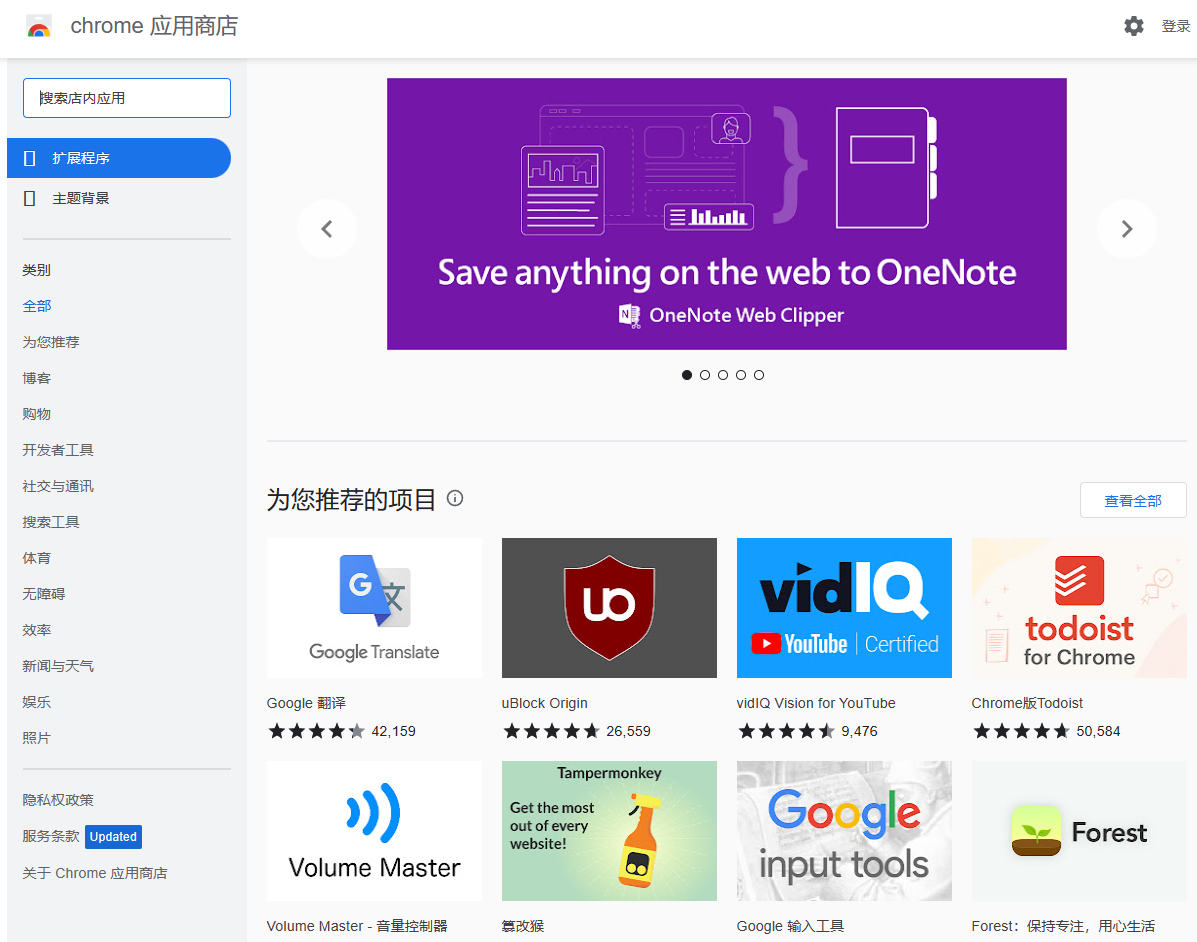 chrome 应用商店
登录
搜索店内应用
扩展程序
主题背景
类别
全部
为您推荐
博客
购物
开发者工具
社交与通讯
搜索工具
体育
无障碍
效率
新闻与天气
娱乐
照片
隐私权政策
服务条款 Updated
关于 Chrome 应用商店
Save anything on the web to OneNote
N OneNote Web Clipper
为您推荐的项目
查看全部
G 文
Google Translate
Google 翻译
42,159
uo
uBlock Origin
26,559
vidIQ
YouTube Certified
vidIQ Vision for YouTube
9,476
todoist
for Chrome
Chrome版Todoist
50,584
Volume Master
Volume Master - 音量控制器
Tampermonkey
Get the most
out of every
website!
篡改猴
Google
input tools
Google 输入工具
Forest
Forest：保持专注，用心生活